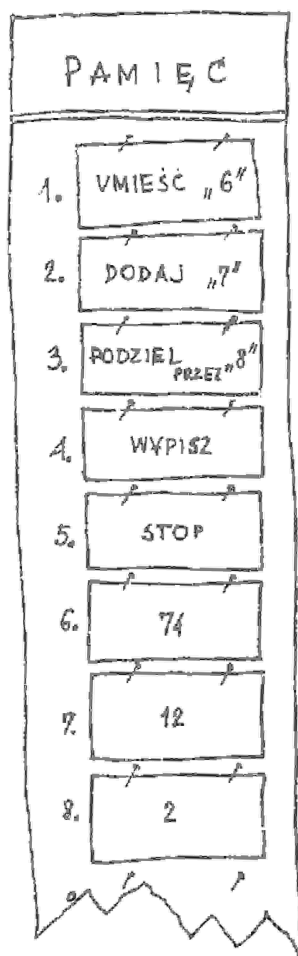 PAMIĘĆ
1. UMIEŚĆ „6”
2. DODAJ „7”
3. PODZIEL
PRZEZ „8”
4. WYPISZ
5. STOP
6. 74
7. 12
8. 2